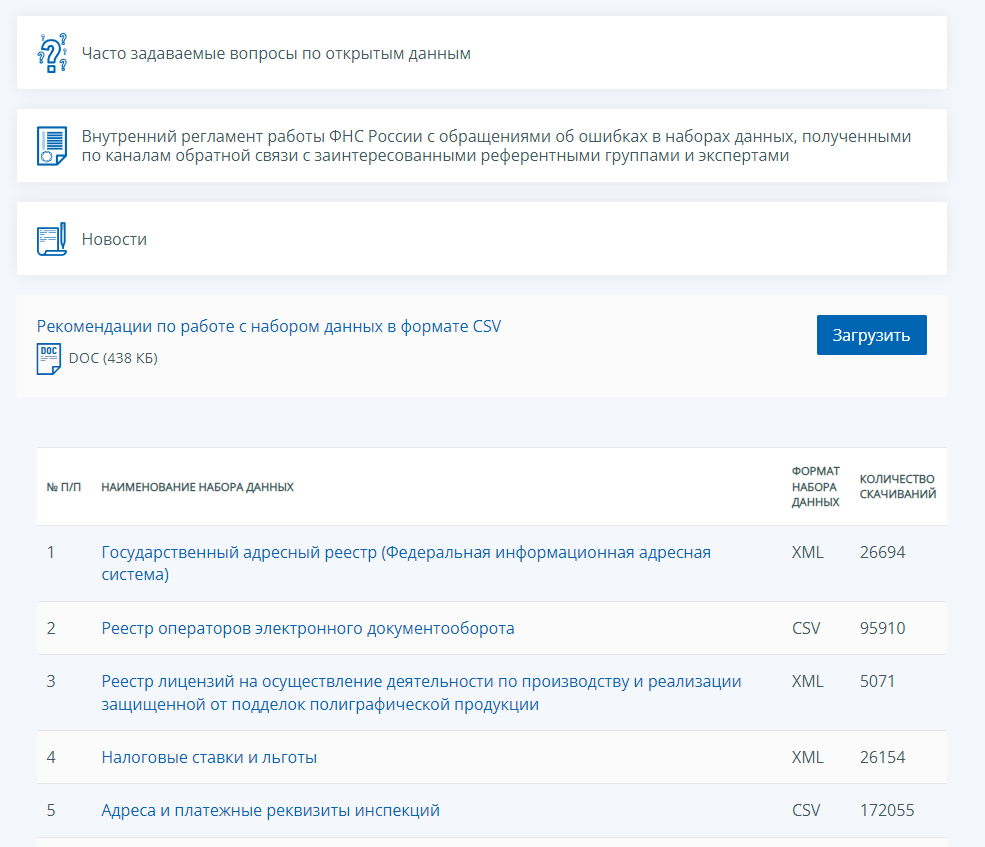 Часто задаваемые вопросы по открытым данным
Внутренний регламент работы ФНС России с обращениями об ошибках в наборах данных, полученными
по каналам обратной связи с заинтересованными референтными группами и экспертами
Новости
Рекомендации по работе с набором данных в формате CSV
Загрузить
DOC
DOC (438 КБ)
№ П/П
НАИМЕНОВАНИЕ НАБОРА ДАННЫХ
ФОРМАТ
НАБОРА
ДАННЫХ
КОЛИЧЕСТВО
СКАЧИВАНИЙ
1 Государственный адресный реестр (Федеральная информационная адресная XML 26694
система)
2 Реестр операторов электронного документооборота CSV 95910
3 Реестр лицензий на осуществление деятельности по производству и реализации XML 5071
защищенной от подделок полиграфической продукции
4 Налоговые ставки и льготы XML 26154
5 Адреса и платежные реквизиты инспекций CSV 172055